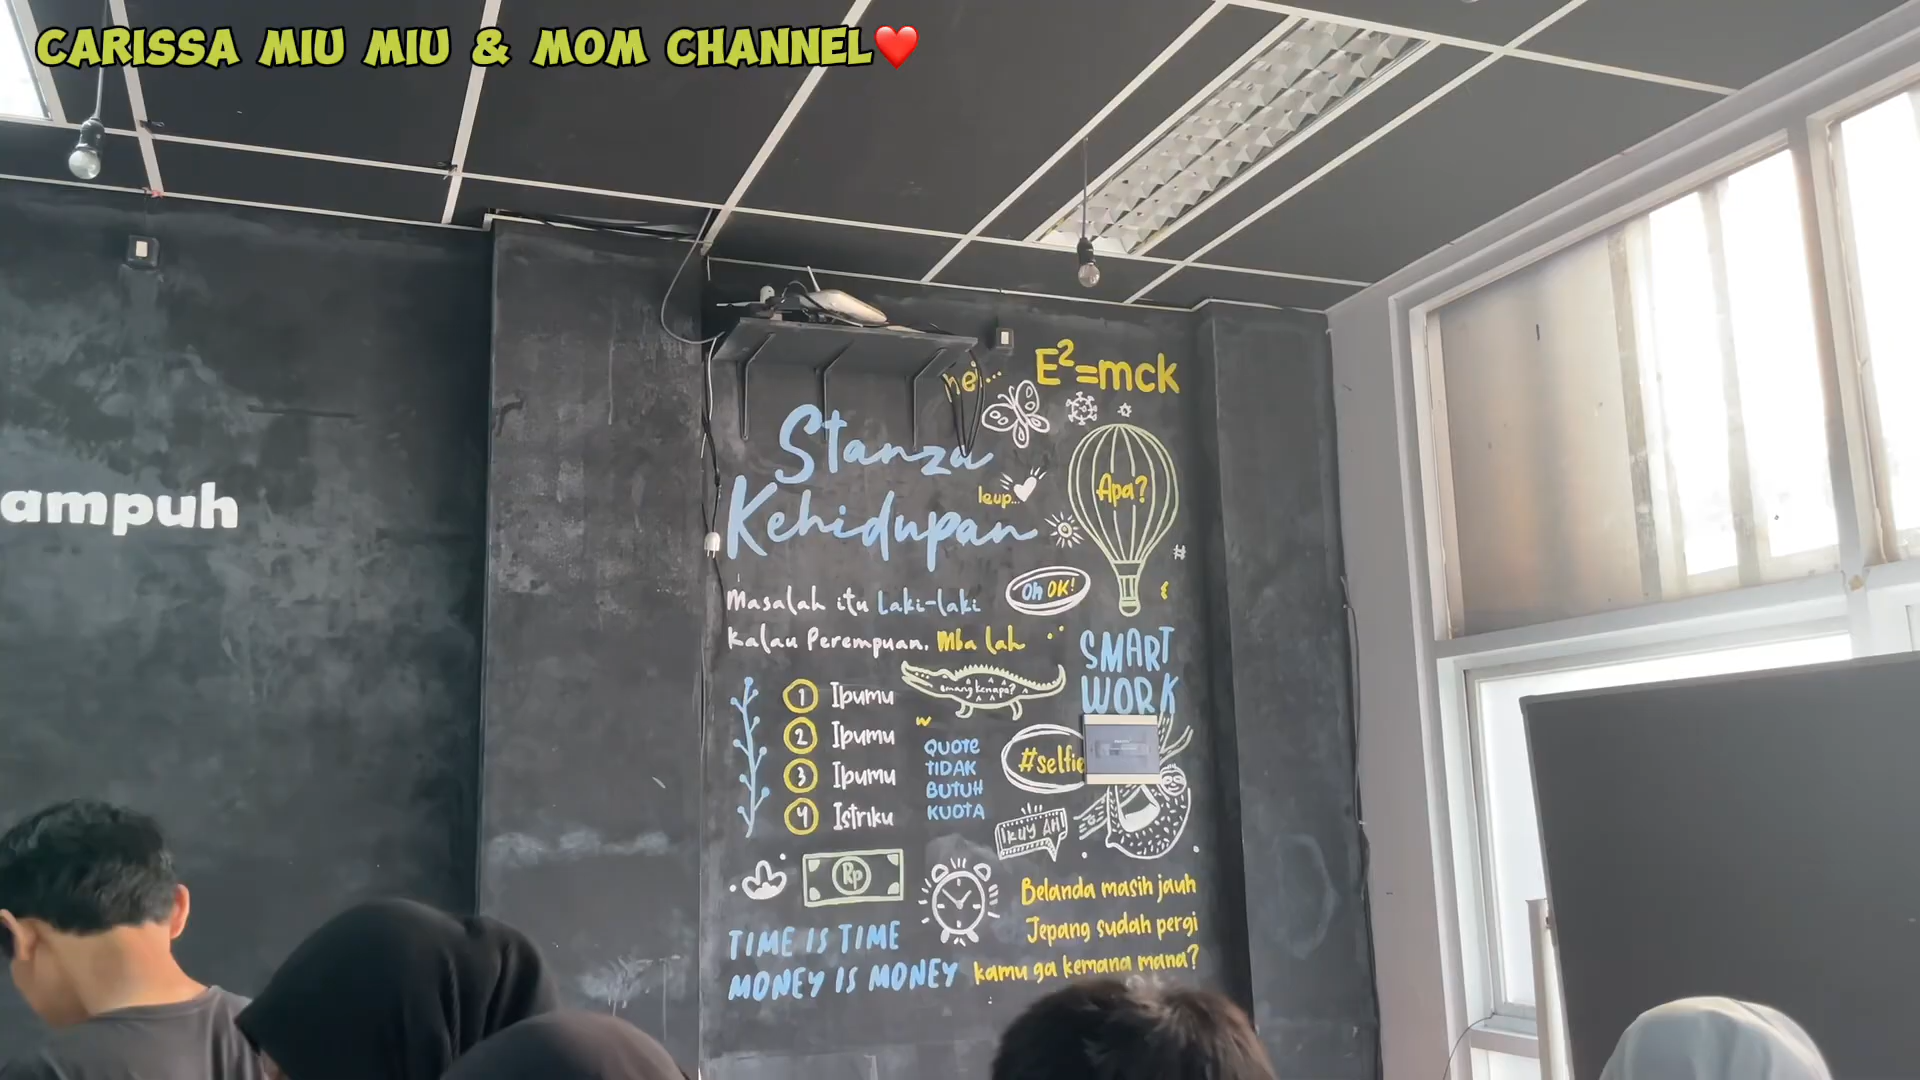 CARISSA MIU MIU & MOM CHANNEL❤️
ampuh
hei...
E²=mck
Stanza
Kehidupan
leup...
Apa?
#
Masalah itu Laki-laki
Kalau Perempuan. Mba lah
Oh OK!
emang kenapa?
SMART
WORK
1 Ibumu
2 Ibumu
3 Ibumu
4 Istriku
QUOTE
TIDAK
BUTUH
KUOTA
#selfie
IKUY AH!
Rp
TIME IS TIME
MONEY IS MONEY
Belanda masih jauh
Jepang sudah pergi
kamu ga kemana mana?